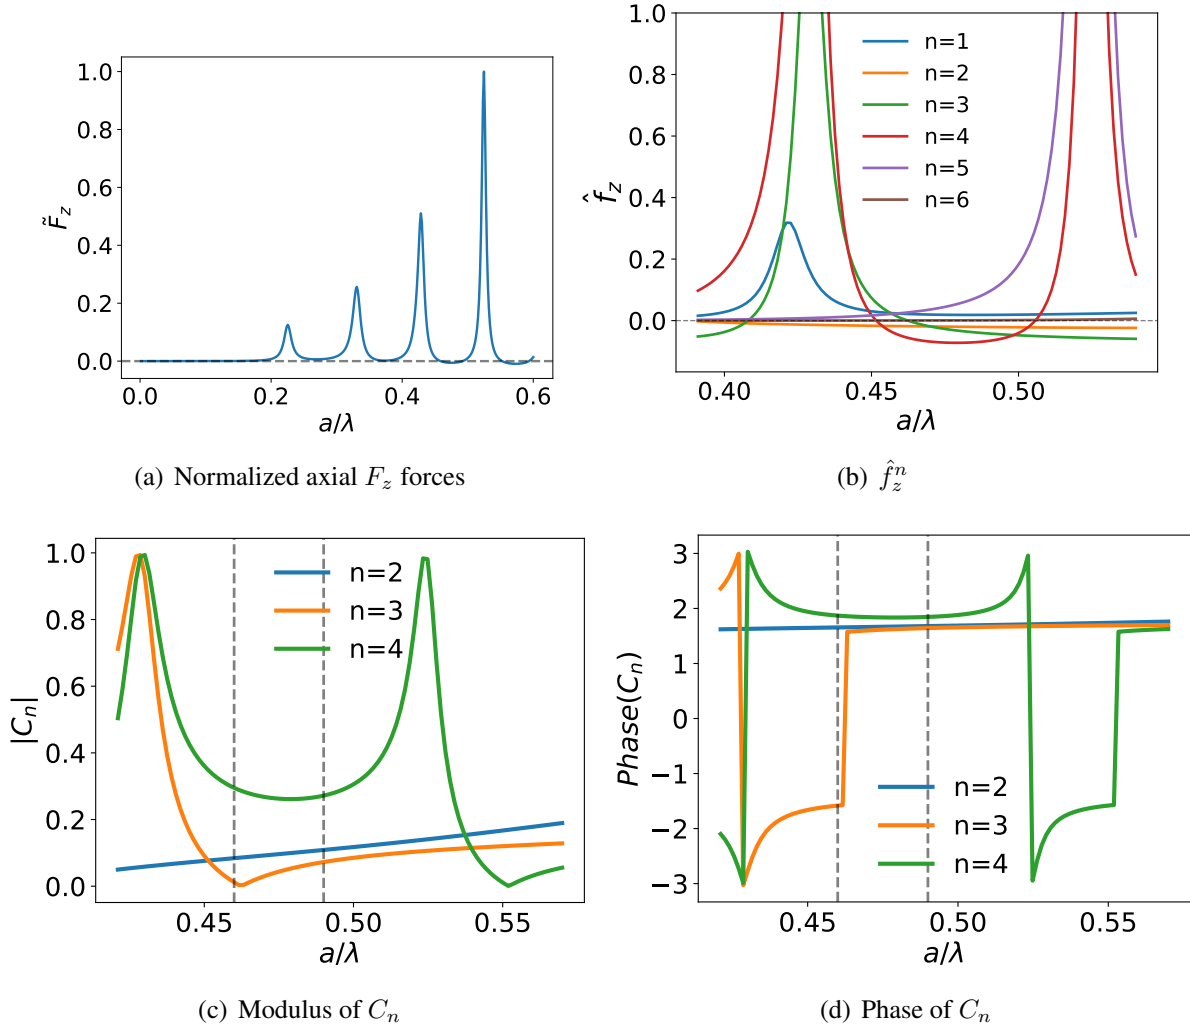 1.0
0.8
0.6
0.4
0.2
0.0
F̃z
0.0 0.2 0.4 0.6
a/λ
(a) Normalized axial Fz forces
1.0
0.8
0.6
0.4
0.2
0.0
f̂z
n=1
n=2
n=3
n=4
n=5
n=6
0.40 0.45 0.50
a/λ
(b) f̂zⁿ
1.0
0.8
0.6
0.4
0.2
0.0
|Cn|
n=2
n=3
n=4
0.45 0.50 0.55
a/λ
(c) Modulus of Cn
3
2
1
0
−1
−2
−3
Phase(Cn)
n=2
n=3
n=4
0.45 0.50 0.55
a/λ
(d) Phase of Cn